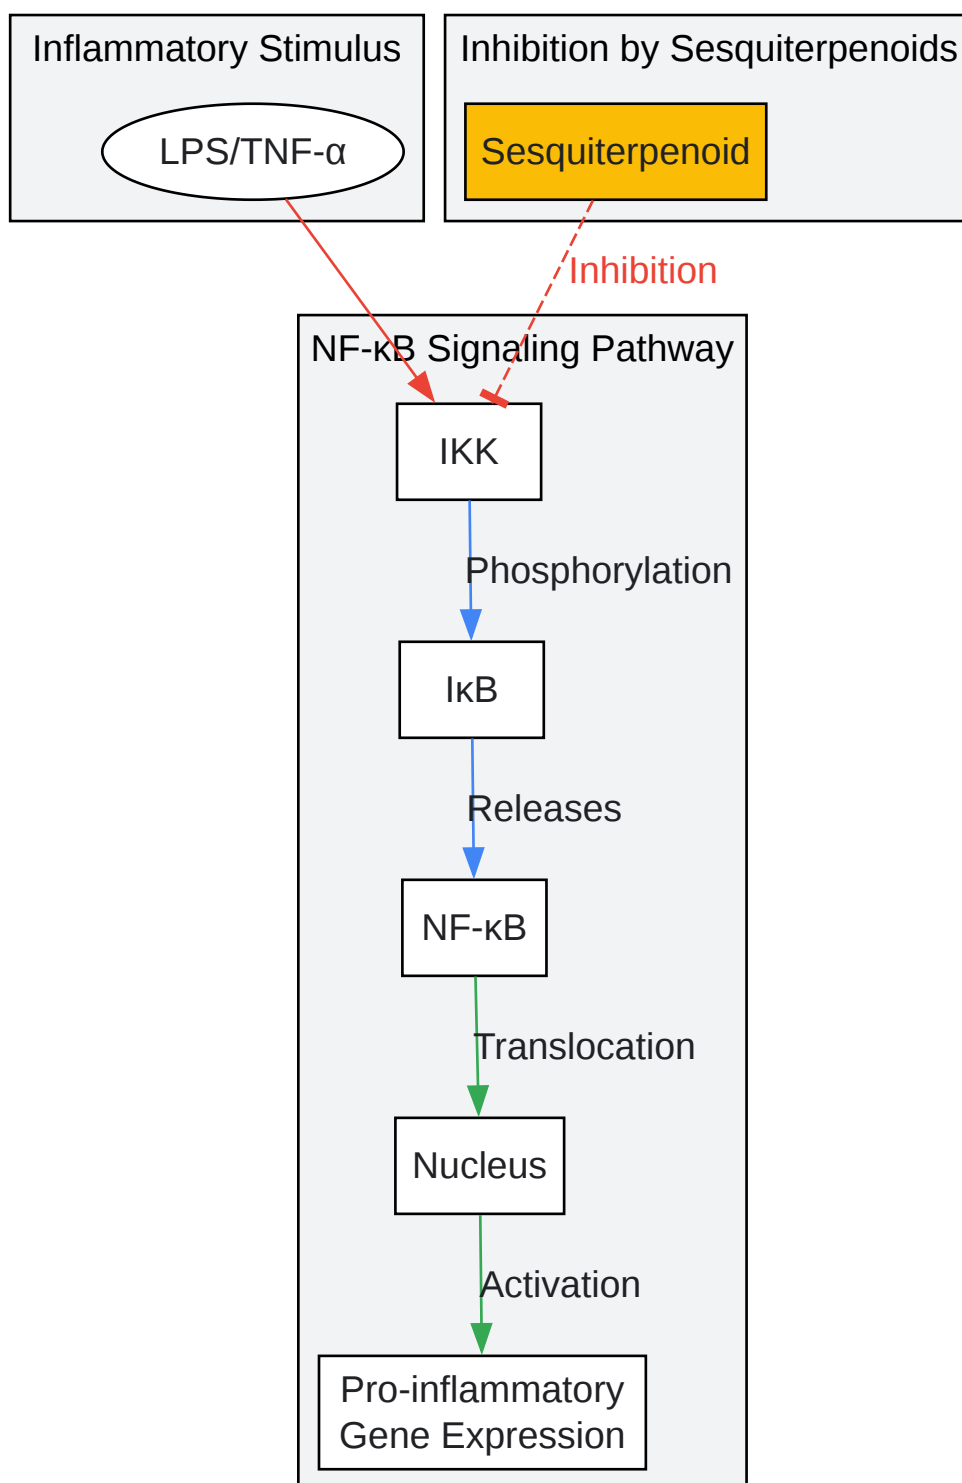 Inflammatory Stimulus
Inhibition by Sesquiterpenoids
LPS/TNF-α
Sesquiterpenoid
Inhibition
NF-κB Signaling Pathway
IKK
Phosphorylation
IκB
Releases
NF-κB
Translocation
Nucleus
Activation
Pro-inflammatory
Gene Expression